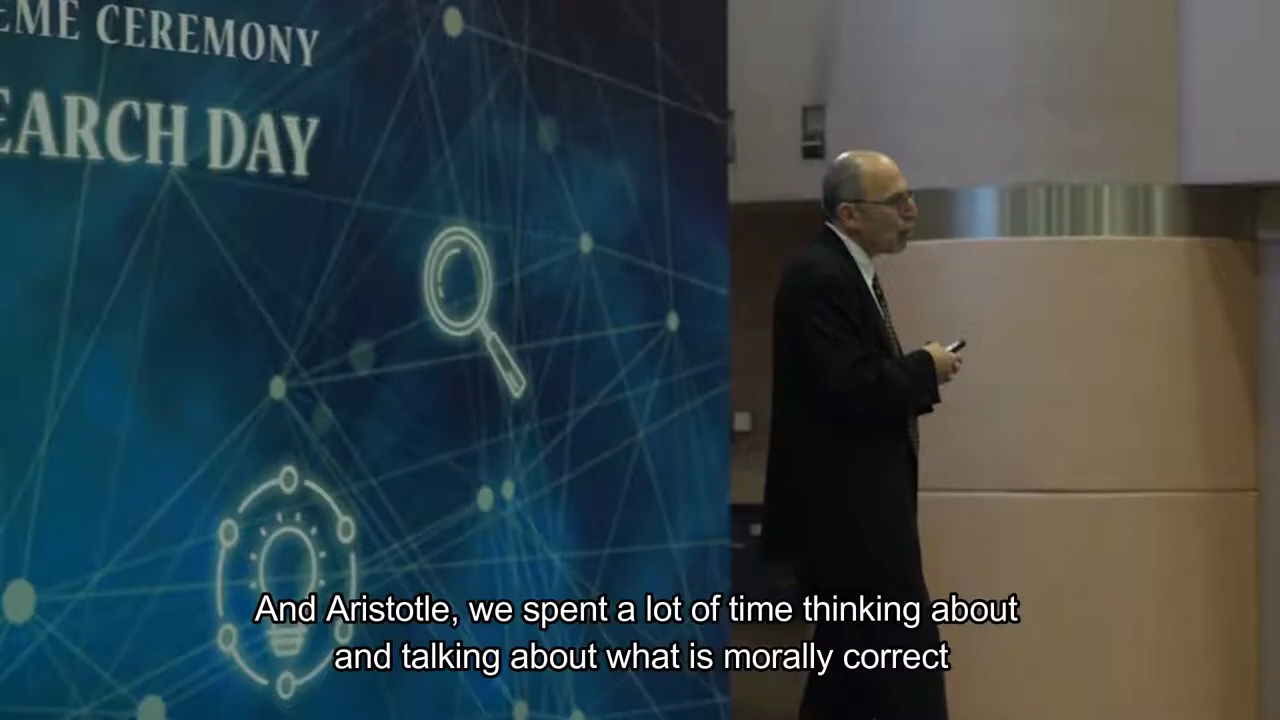 EME CEREMONY
EARCH DAY
And Aristotle, we spent a lot of time thinking about
and talking about what is morally correct